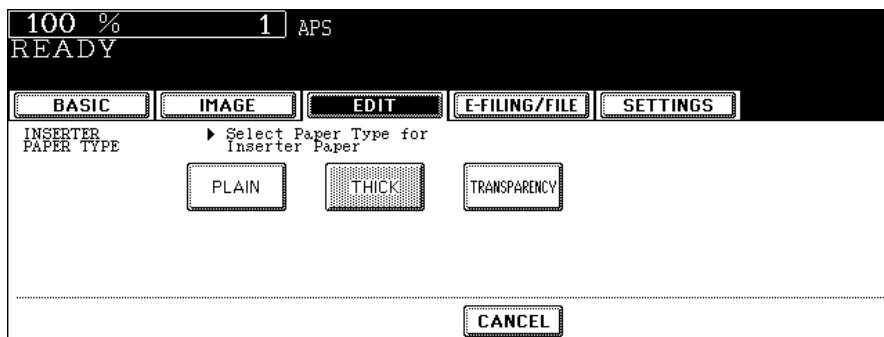 100 % 1 APS
READY
BASIC IMAGE EDIT E-FILING/FILE SETTINGS
INSERTER Select Paper Type for
PAPER TYPE Inserter Paper
PLAIN THICK TRANSPARENCY
CANCEL